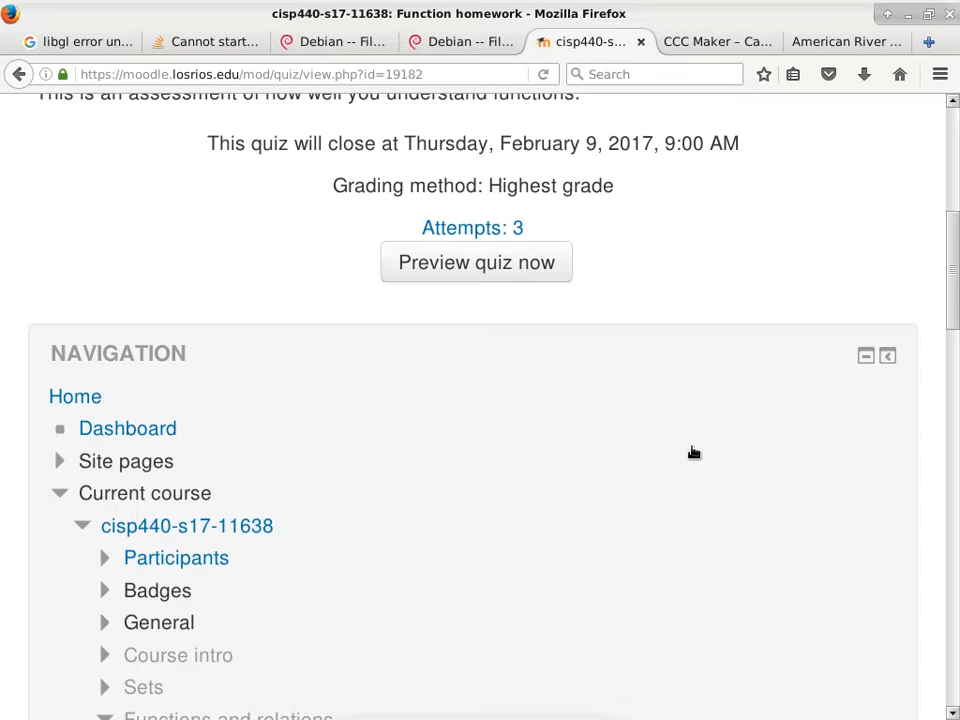 cisp440-s17-11638: Function homework - Mozilla Firefox
libgl error un...
Cannot start...
Debian -- Fil...
Debian -- Fil...
cisp440-s...
CCC Maker – Ca...
American River ...
https://moodle.losrios.edu/mod/quiz/view.php?id=19182
Search
This is an assessment of how well you understand functions.
This quiz will close at Thursday, February 9, 2017, 9:00 AM
Grading method: Highest grade
Attempts: 3
Preview quiz now
NAVIGATION
Home
Dashboard
Site pages
Current course
cisp440-s17-11638
Participants
Badges
General
Course intro
Sets
Functions and relations